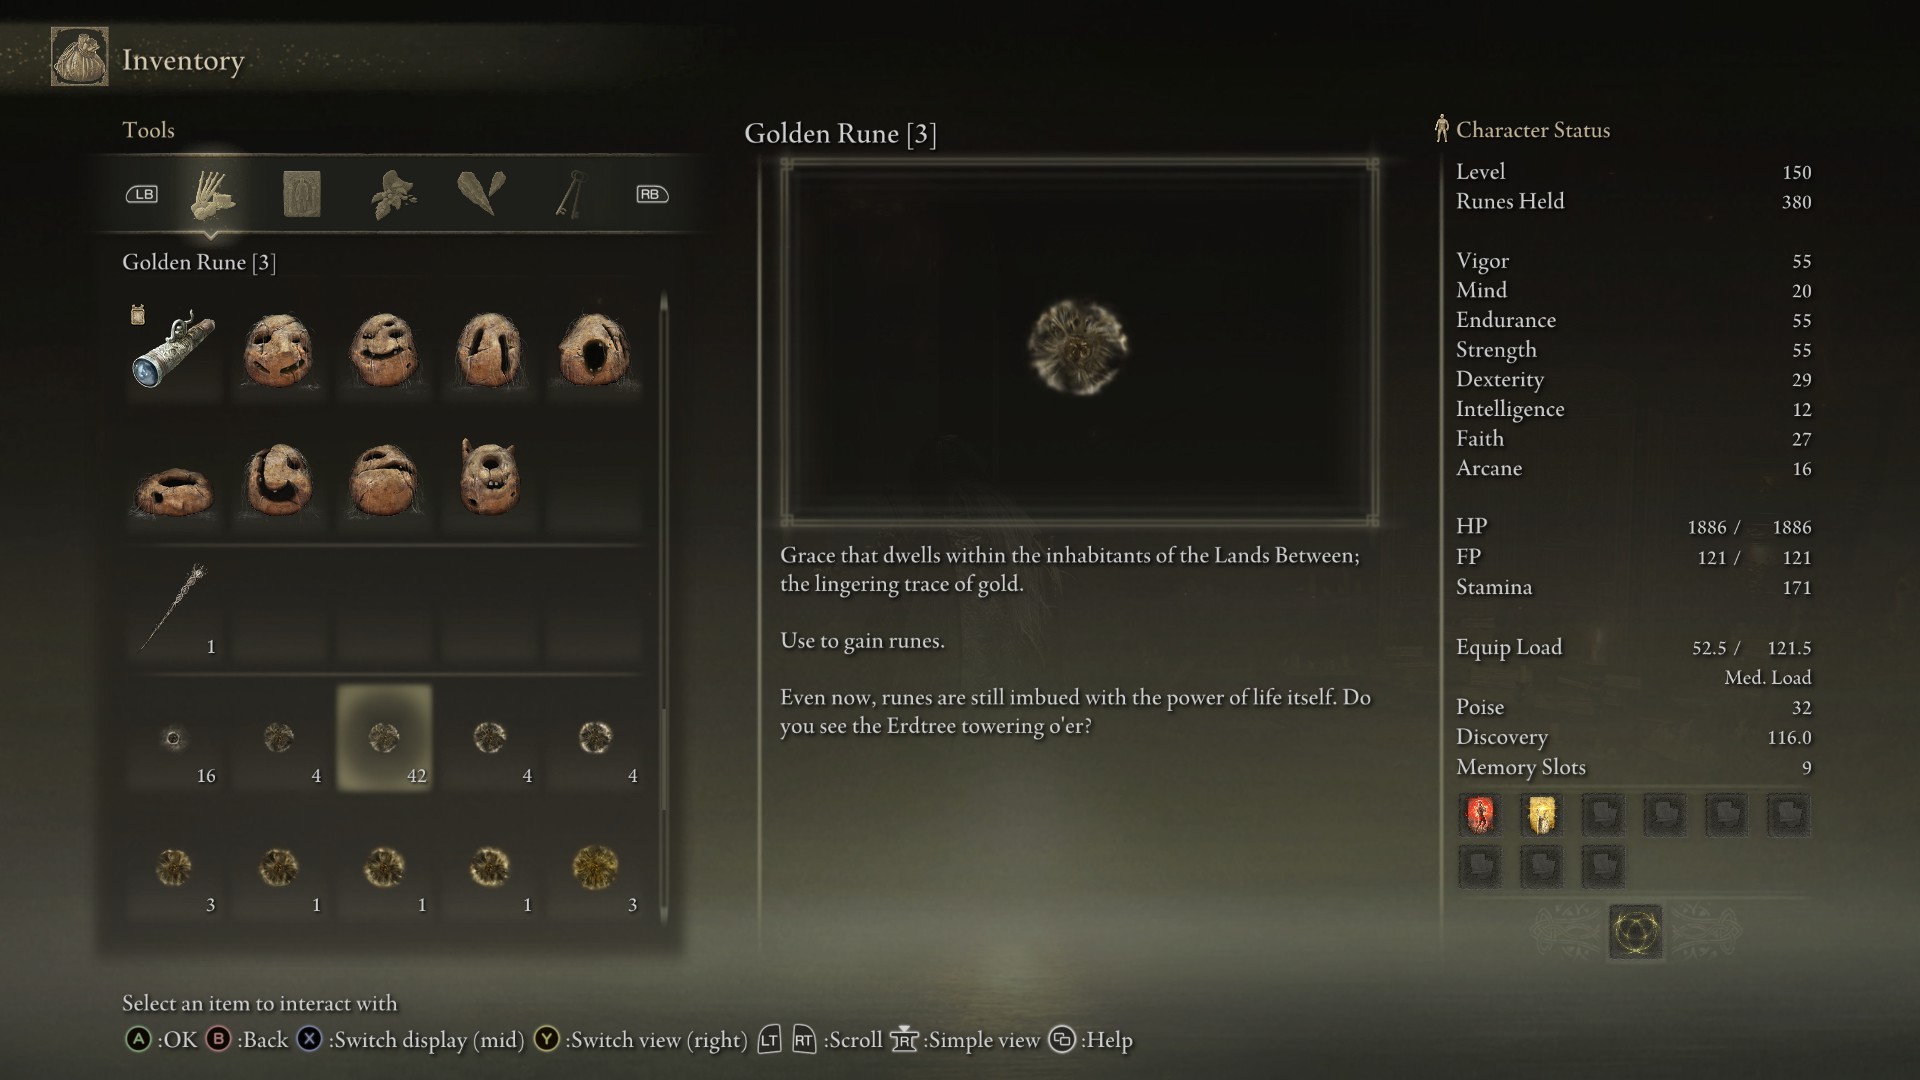 Inventory
Tools
LB
RB
Golden Rune [3]
1
16
4
42
4
4
3
1
1
1
3
Golden Rune [3]
Grace that dwells within the inhabitants of the Lands Between;
the lingering trace of gold.
Use to gain runes.
Even now, runes are still imbued with the power of life itself. Do
you see the Erdtree towering o'er?
Character Status
Level 150
Runes Held 380
Vigor 55
Mind 20
Endurance 55
Strength 55
Dexterity 29
Intelligence 12
Faith 27
Arcane 16
HP 1886 / 1886
FP 121 / 121
Stamina 171
Equip Load 52.5 / 121.5
Med. Load
Poise 32
Discovery 116.0
Memory Slots 9
Select an item to interact with
A :OK B :Back X :Switch display (mid) Y :Switch view (right) LT RT :Scroll R :Simple view :Help